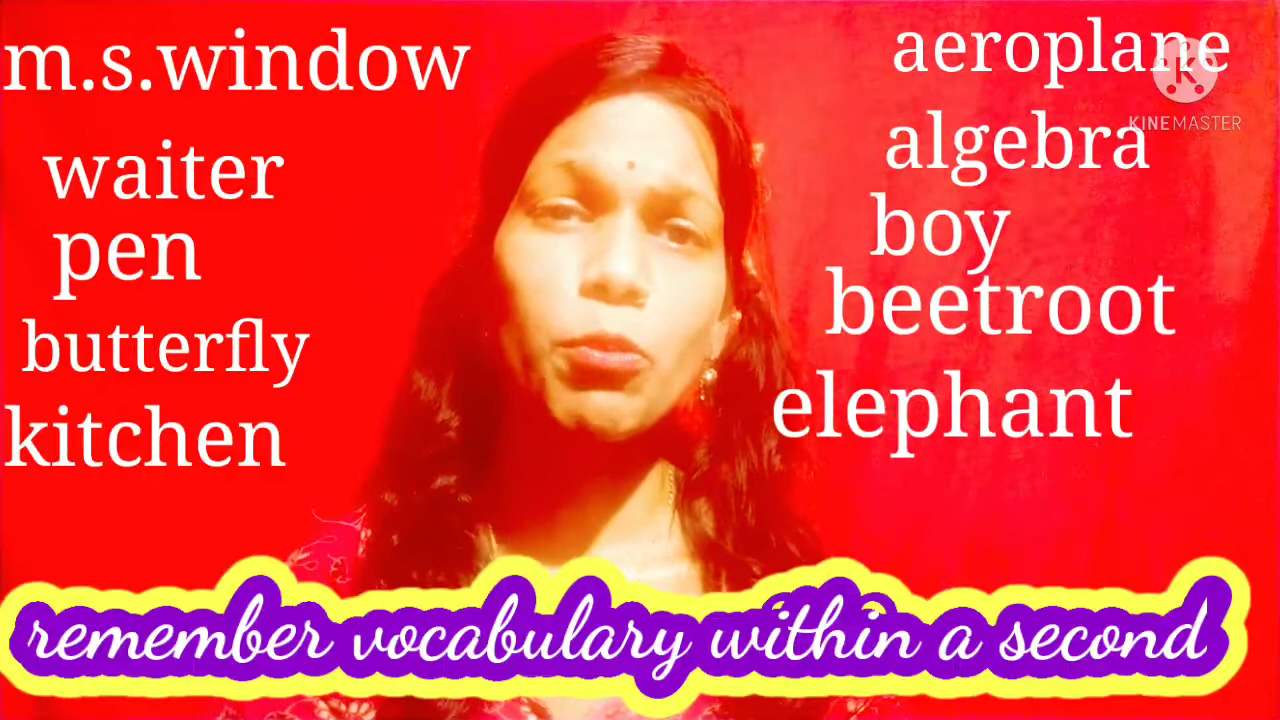 m.s.window
waiter
pen
butterfly
kitchen
aeroplane
algebra
boy
beetroot
elephant
KINEMASTER
remember vocabulary within a second